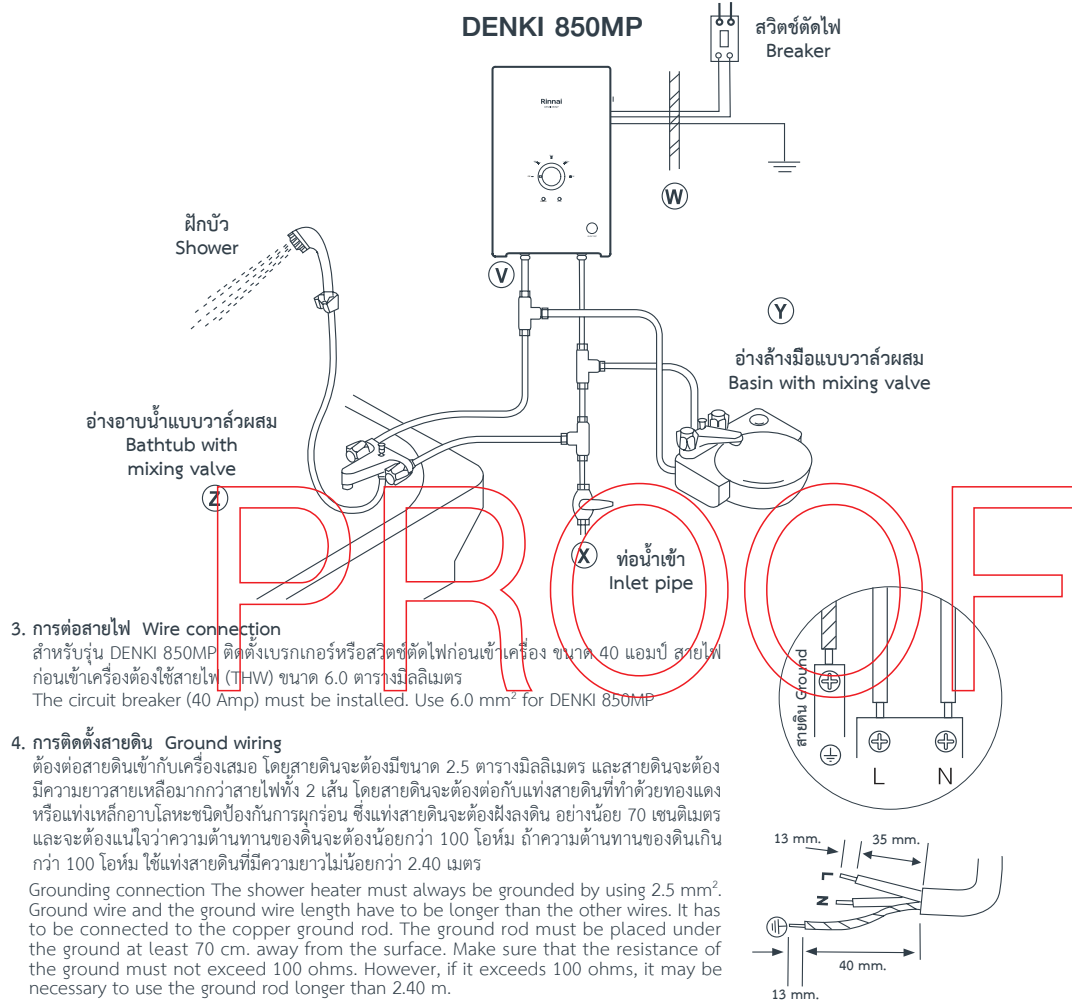 DENKI 850MP
สวิตช์ตัดไฟ
Breaker
Rinnai
W
ฝักบัว
Shower
V
Y
อ่างล้างมือแบบวาล์วผสม
Basin with mixing valve
อ่างอาบน้ำแบบวาล์วผสม
Bathtub with
mixing valve
Z
X
ท่อน้ำเข้า
Inlet pipe
PROOF
3. การต่อสายไฟ Wire connection
สำหรับรุ่น DENKI 850MP ติดตั้งเบรกเกอร์หรือสวิตช์ตัดไฟก่อนเข้าเครื่อง ขนาด 40 แอมป์ สายไฟ
ก่อนเข้าเครื่องต้องใช้สายไฟ (THW) ขนาด 6.0 ตารางมิลลิเมตร
The circuit breaker (40 Amp) must be installed. Use 6.0 mm² for DENKI 850MP
สายดิน Ground
L N
4. การติดตั้งสายดิน Ground wiring
ต้องต่อสายดินเข้ากับเครื่องเสมอ โดยสายดินจะต้องมีขนาด 2.5 ตารางมิลลิเมตร และสายดินจะต้อง
มีความยาวสายเหลือมากกว่าสายไฟทั้ง 2 เส้น โดยสายดินจะต้องต่อกับแท่งสายดินที่ทำด้วยทองแดง
หรือแท่งเหล็กอาบโลหะชนิดป้องกันการผุกร่อน ซึ่งแท่งสายดินจะต้องฝังลงดิน อย่างน้อย 70 เซนติเมตร
และจะต้องแน่ใจว่าความต้านทานของดินจะต้องน้อยกว่า 100 โอห์ม ถ้าความต้านทานของดินเกิน
กว่า 100 โอห์ม ใช้แท่งสายดินที่มีความยาวไม่น้อยกว่า 2.40 เมตร
Grounding connection The shower heater must always be grounded by using 2.5 mm².
Ground wire and the ground wire length have to be longer than the other wires. It has
to be connected to the copper ground rod. The ground rod must be placed under
the ground at least 70 cm. away from the surface. Make sure that the resistance of
the ground must not exceed 100 ohms. However, if it exceeds 100 ohms, it may be
necessary to use the ground rod longer than 2.40 m.
13 mm. 35 mm.
L
N
40 mm.
13 mm.